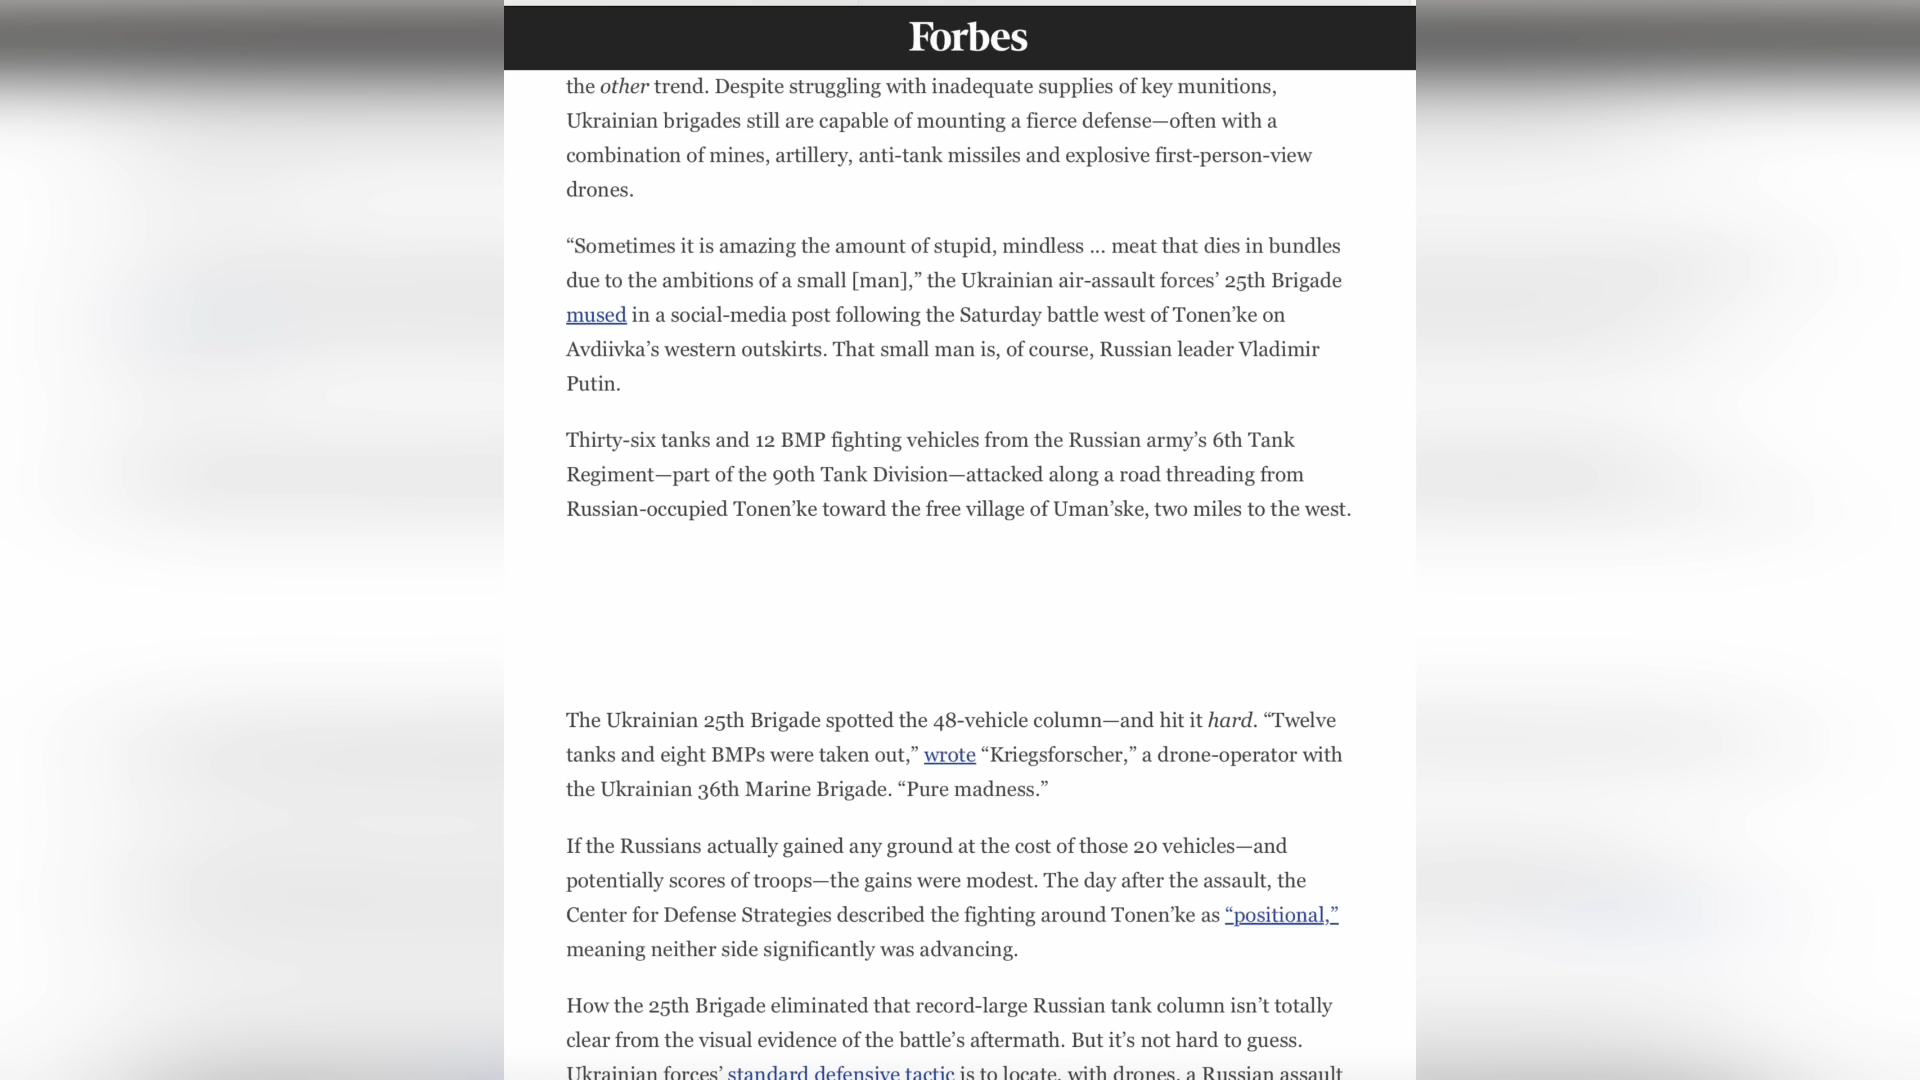 Forbes
the other trend. Despite struggling with inadequate supplies of key munitions,
Ukrainian brigades still are capable of mounting a fierce defense—often with a
combination of mines, artillery, anti-tank missiles and explosive first-person-view
drones.
“Sometimes it is amazing the amount of stupid, mindless ... meat that dies in bundles
due to the ambitions of a small [man],” the Ukrainian air-assault forces’ 25th Brigade
mused in a social-media post following the Saturday battle west of Tonen’ke on
Avdiivka’s western outskirts. That small man is, of course, Russian leader Vladimir
Putin.
Thirty-six tanks and 12 BMP fighting vehicles from the Russian army’s 6th Tank
Regiment—part of the 90th Tank Division—attacked along a road threading from
Russian-occupied Tonen’ke toward the free village of Uman’ske, two miles to the west.
The Ukrainian 25th Brigade spotted the 48-vehicle column—and hit it hard. “Twelve
tanks and eight BMPs were taken out,” wrote “Kriegsforscher,” a drone-operator with
the Ukrainian 36th Marine Brigade. “Pure madness.”
If the Russians actually gained any ground at the cost of those 20 vehicles—and
potentially scores of troops—the gains were modest. The day after the assault, the
Center for Defense Strategies described the fighting around Tonen’ke as “positional,”
meaning neither side significantly was advancing.
How the 25th Brigade eliminated that record-large Russian tank column isn’t totally
clear from the visual evidence of the battle’s aftermath. But it’s not hard to guess.
Ukrainian forces’ standard defensive tactic is to locate, with drones, a Russian assault